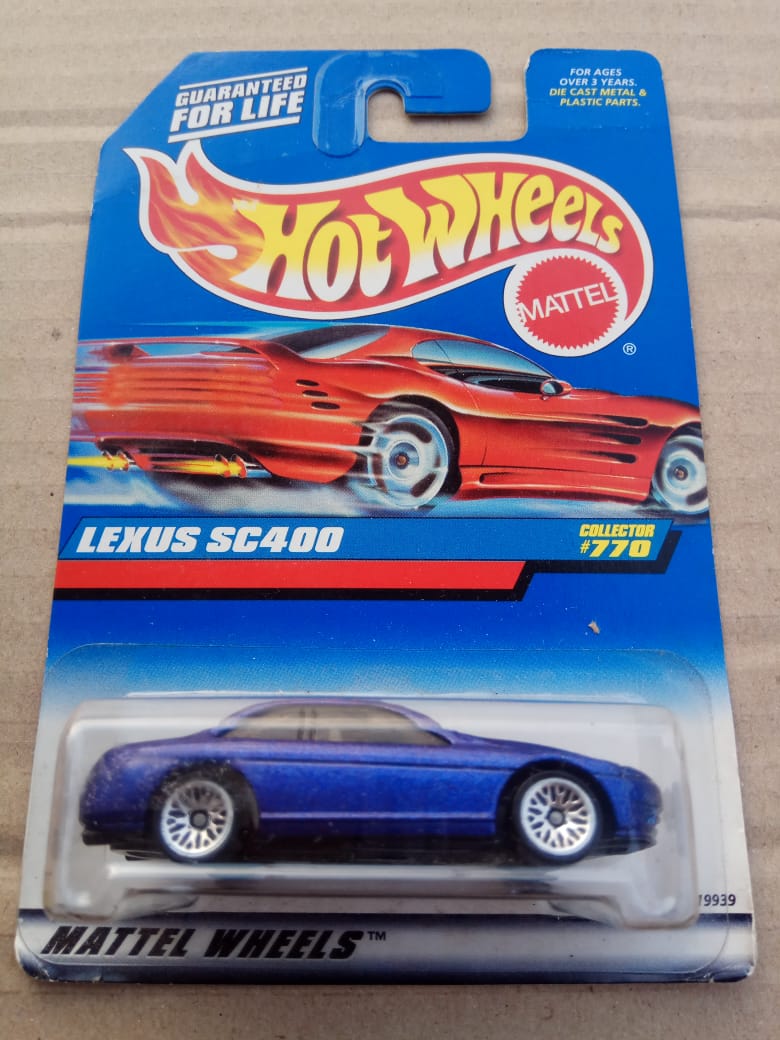 GUARANTEED
FOR LIFE
FOR AGES
OVER 3 YEARS.
DIE CAST METAL &
PLASTIC PARTS.
HOT WHEELS
MATTEL
®
LEXUS SC400
COLLECTOR
#770
19939
MATTEL WHEELS™